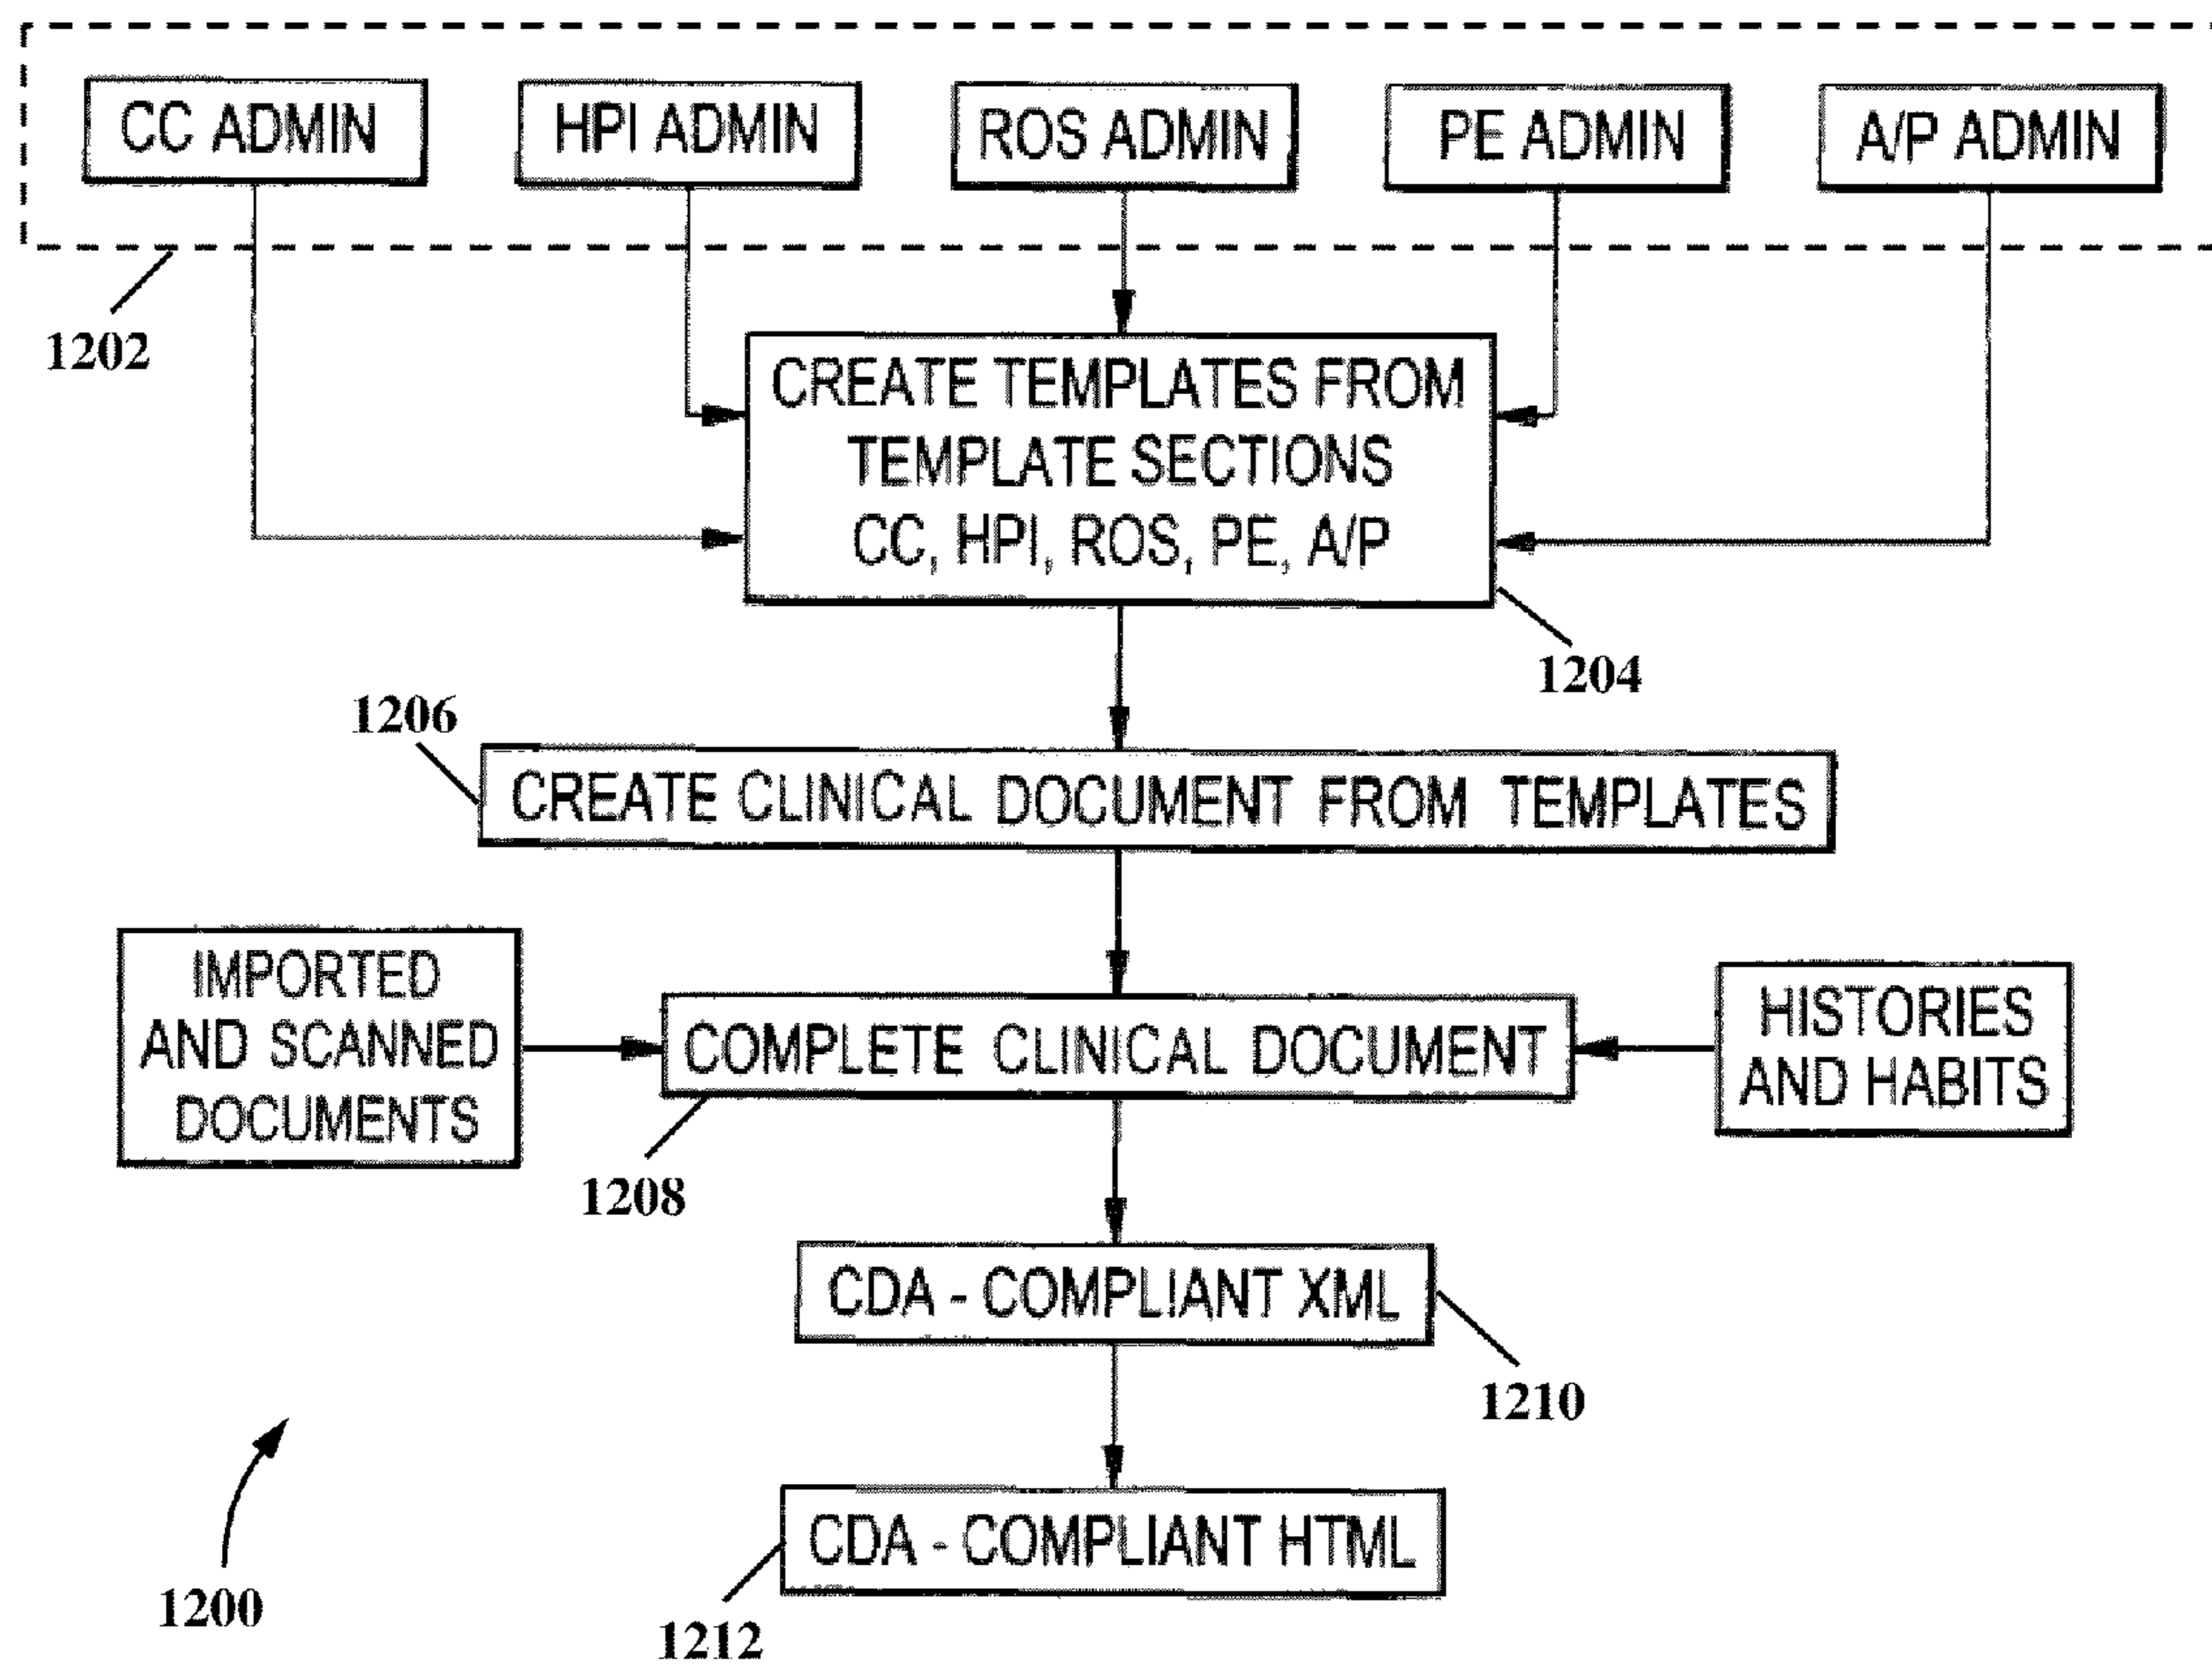 CC ADMIN
HPI ADMIN
ROS ADMIN
PE ADMIN
A/P ADMIN
1202
CREATE TEMPLATES FROM
TEMPLATE SECTIONS
CC, HPI, ROS, PE, A/P
1204
1206
CREATE CLINICAL DOCUMENT FROM TEMPLATES
IMPORTED
AND SCANNED
DOCUMENTS
COMPLETE CLINICAL DOCUMENT
HISTORIES
AND HABITS
1208
CDA - COMPLIANT XML
1210
CDA - COMPLIANT HTML
1200
1212